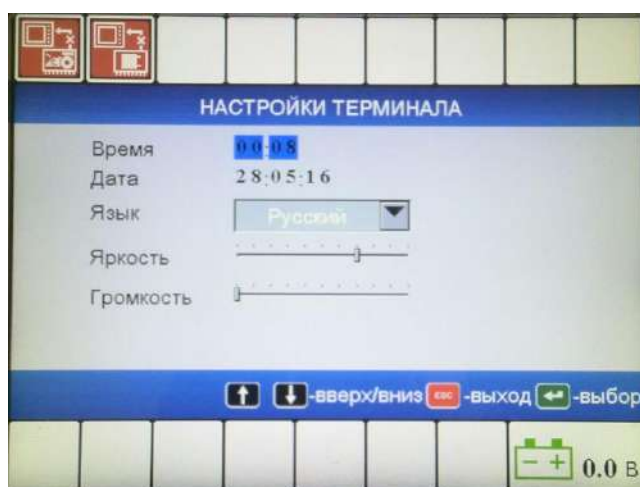 НАСТРОЙКИ ТЕРМИНАЛА
Время 00:08
Дата 28:05:16
Язык Русский
Яркость
Громкость
-вверх/вниз esc -выход -выбор
0.0 В